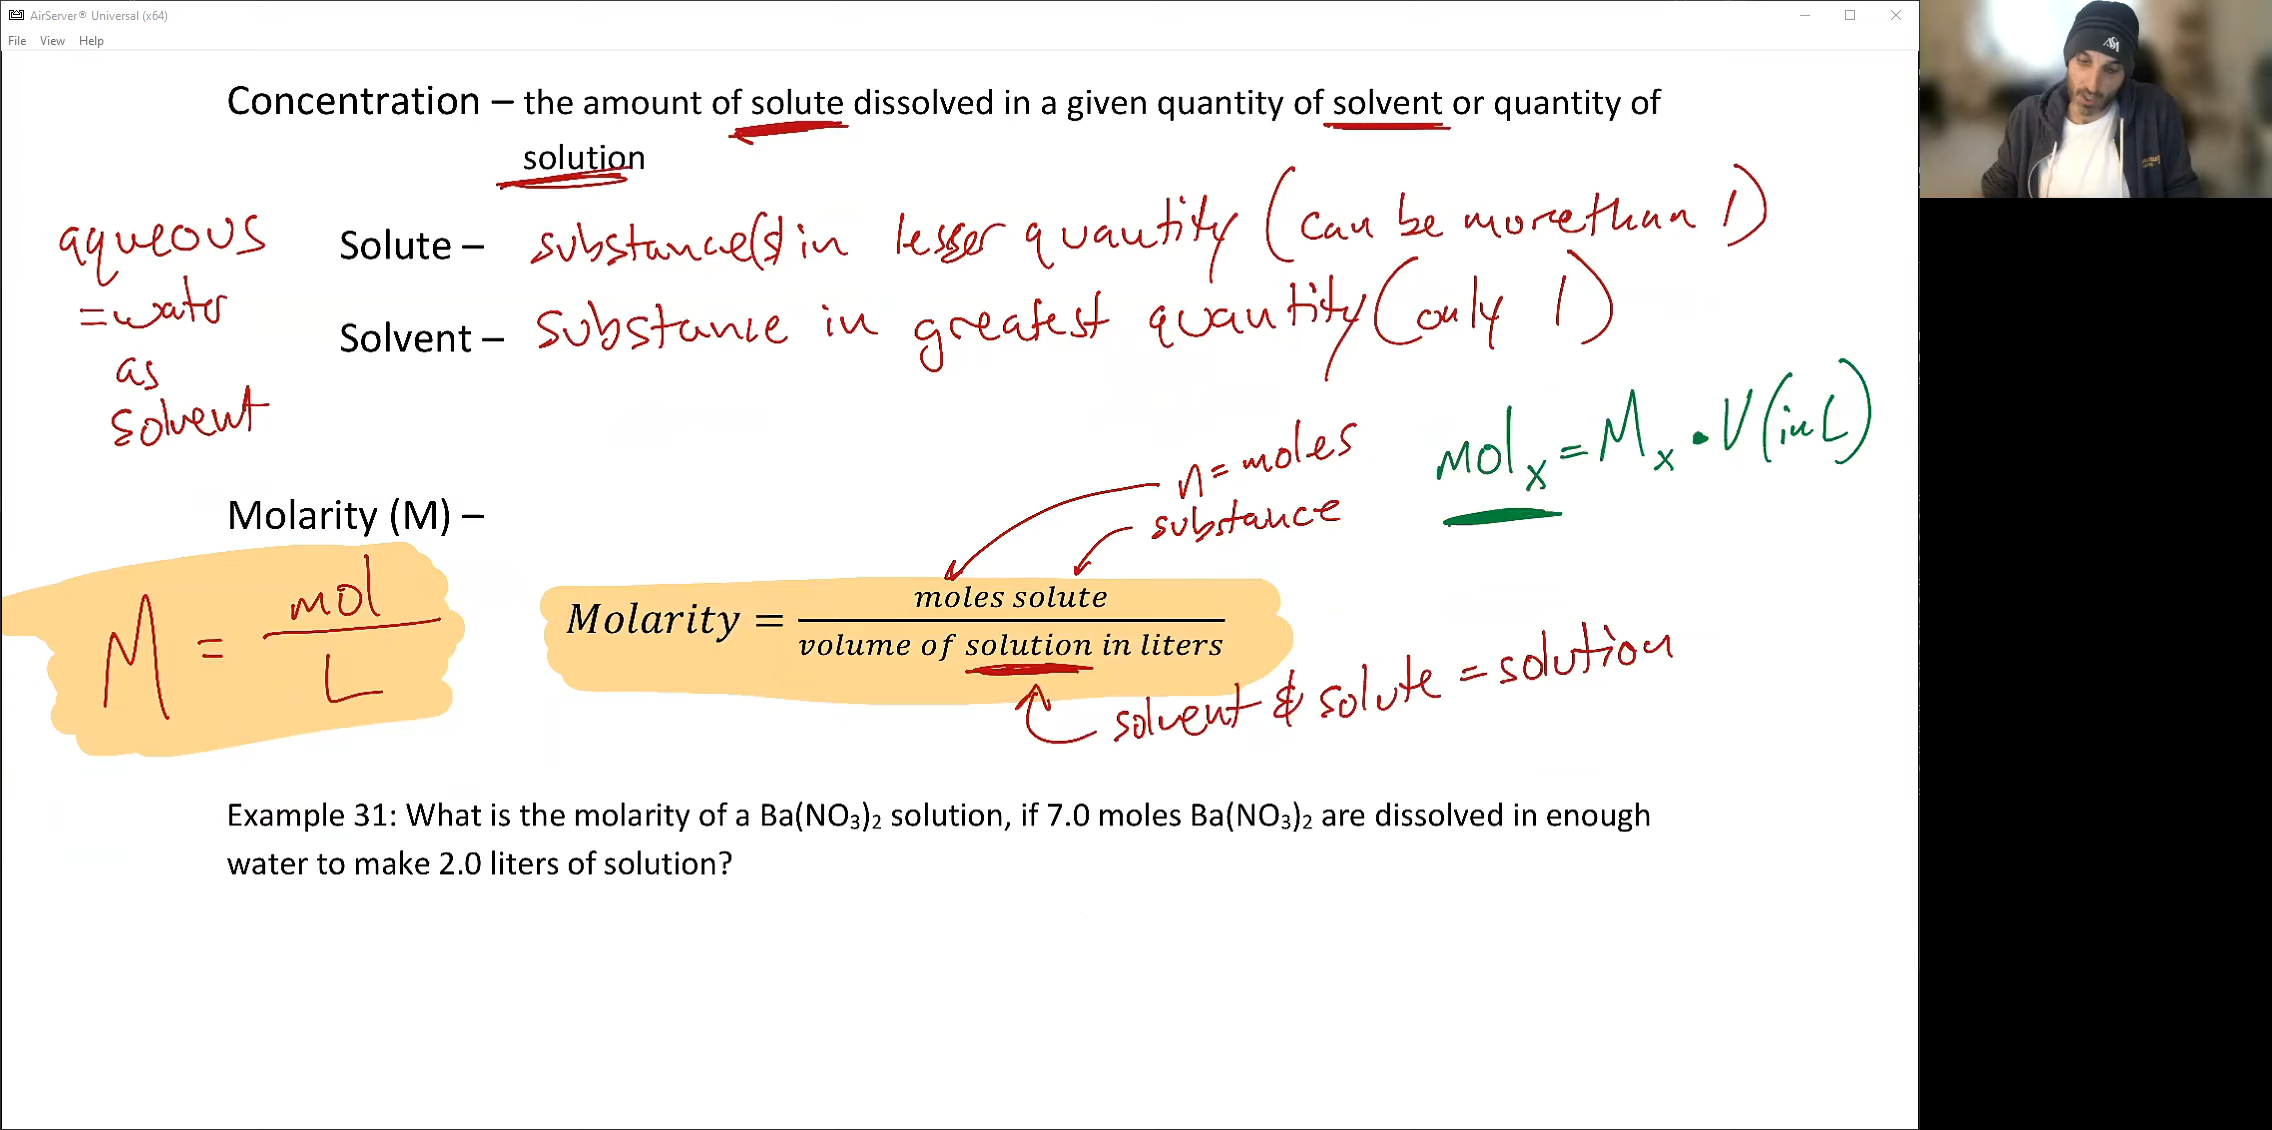 AirServer® Universal (x64)
File View Help
Concentration – the amount of solute dissolved in a given quantity of solvent or quantity of
solution
Solute – substance(s) in lesser quantity (can be more than 1)
Solvent – substance in greatest quantity (only 1)
aqueous
= water
as
solvent
molₓ = Mₓ • V (in L)
n = moles
substance
Molarity (M) –
M = mol / L
Molarity = moles solute / volume of solution in liters
solvent & solute = solution
Example 31: What is the molarity of a Ba(NO₃)₂ solution, if 7.0 moles Ba(NO₃)₂ are dissolved in enough
water to make 2.0 liters of solution?